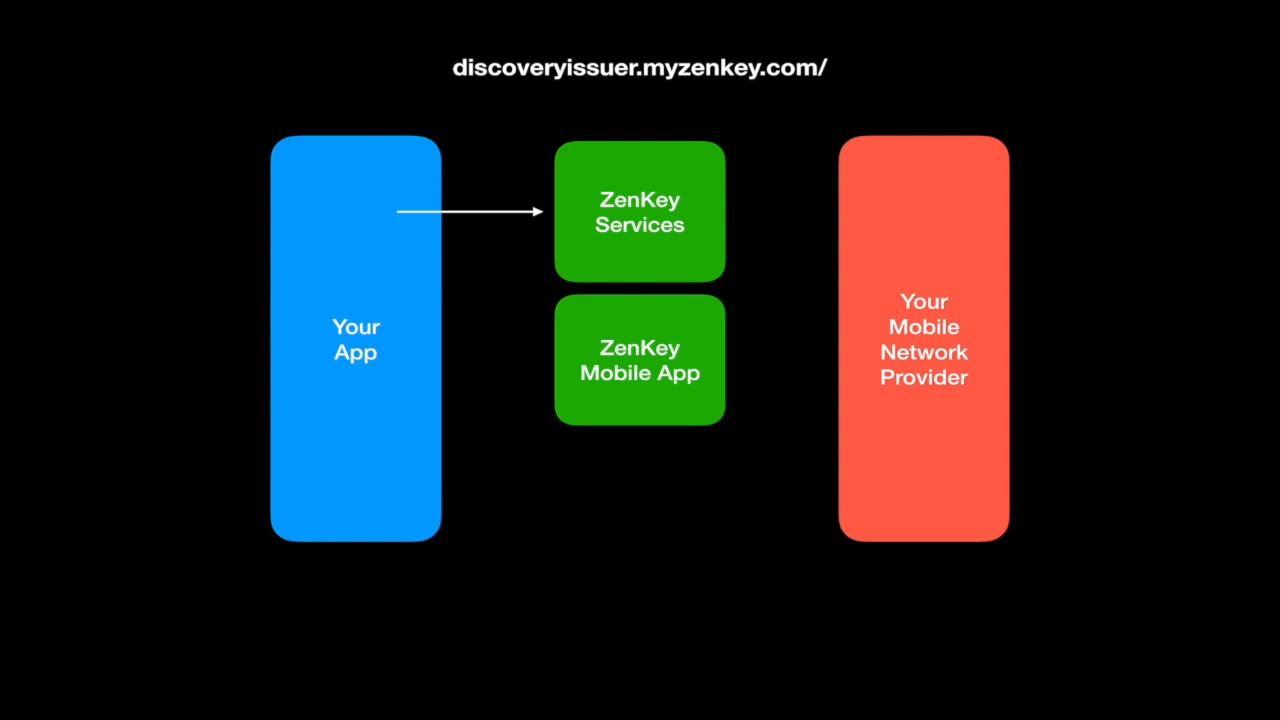 discoveryissuer.myzenkey.com/
ZenKey
Services
Your
App
ZenKey
Mobile App
Your
Mobile
Network
Provider